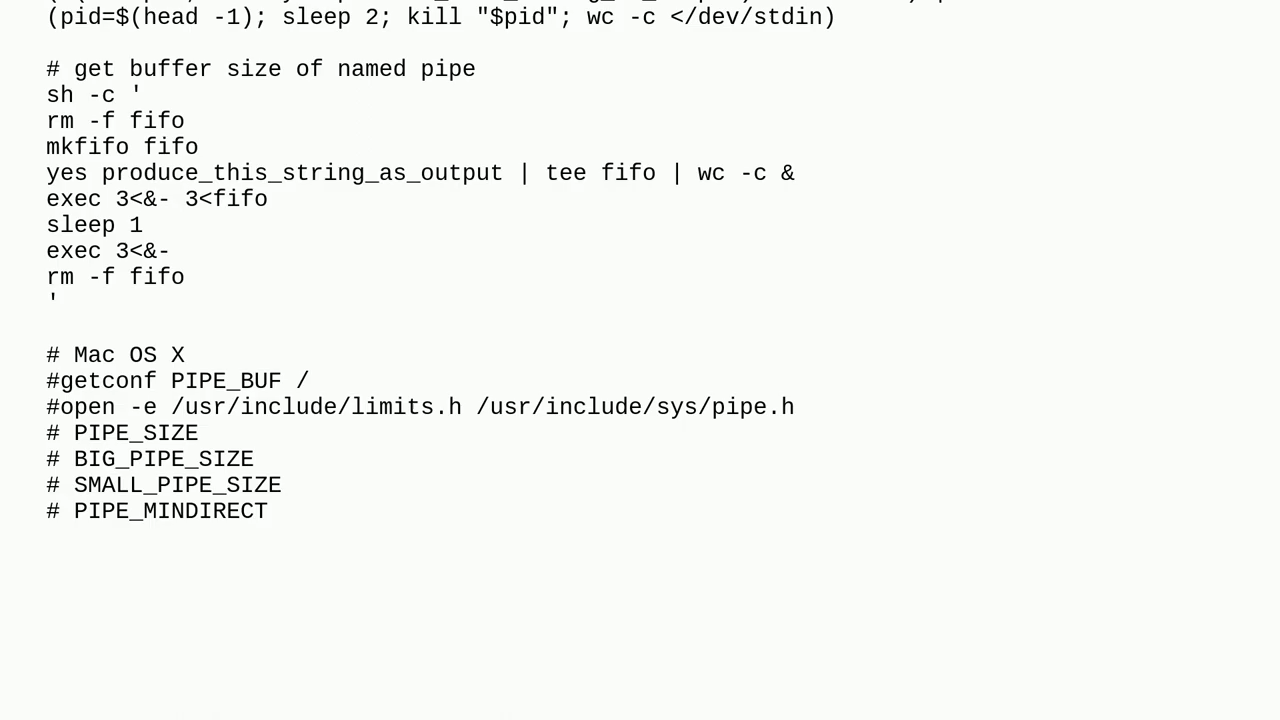 (pid=$(head -1); sleep 2; kill "$pid"; wc -c </dev/stdin)
# get buffer size of named pipe
sh -c '
rm -f fifo
mkfifo fifo
yes produce_this_string_as_output | tee fifo | wc -c &
exec 3<&- 3<fifo
sleep 1
exec 3<&-
rm -f fifo
'
# Mac OS X
#getconf PIPE_BUF /
#open -e /usr/include/limits.h /usr/include/sys/pipe.h
# PIPE_SIZE
# BIG_PIPE_SIZE
# SMALL_PIPE_SIZE
# PIPE_MINDIRECT